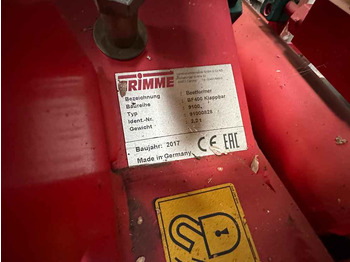 GRIMME
Bezeichnung Beetformer
Baureihe BF400 Klappbar
Typ
Ident.-Nr.
Gewicht
Baujahr: 2017
Made in Germany
CE EAC